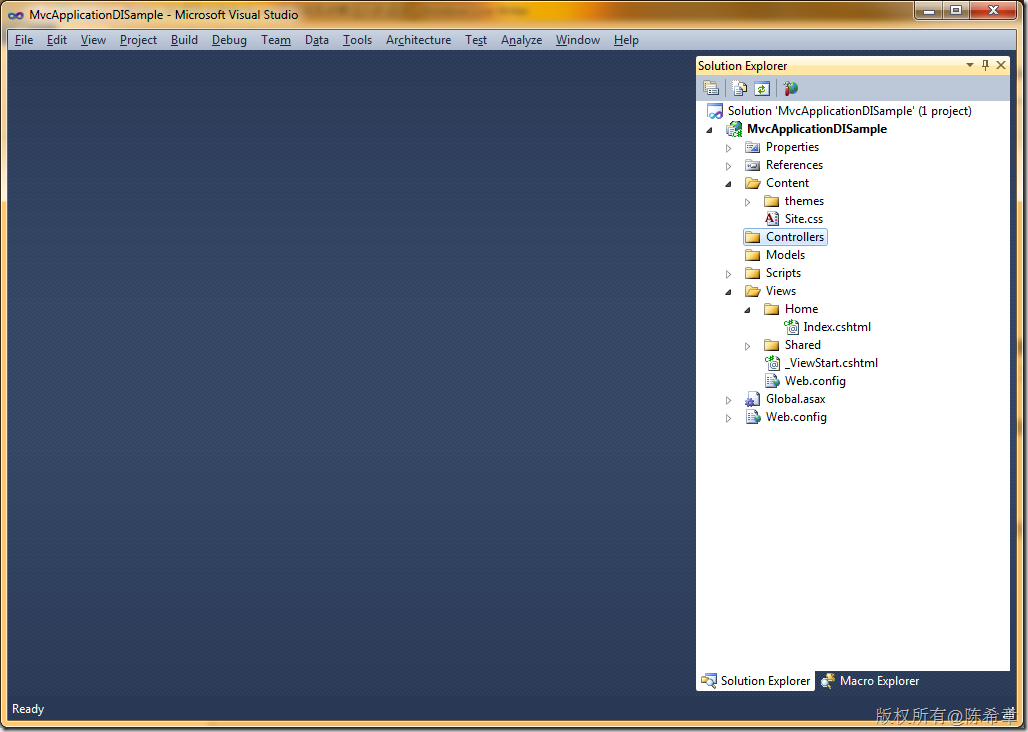 MvcApplicationDISample - Microsoft Visual Studio
File Edit View Project Build Debug Team Data Tools Architecture Test Analyze Window Help
Solution Explorer
Solution 'MvcApplicationDISample' (1 project)
MvcApplicationDISample
Properties
References
Content
themes
Site.css
Controllers
Models
Scripts
Views
Home
Index.cshtml
Shared
_ViewStart.cshtml
Web.config
Global.asax
Web.config
Solution Explorer Macro Explorer
Ready
版权所有@陈希章